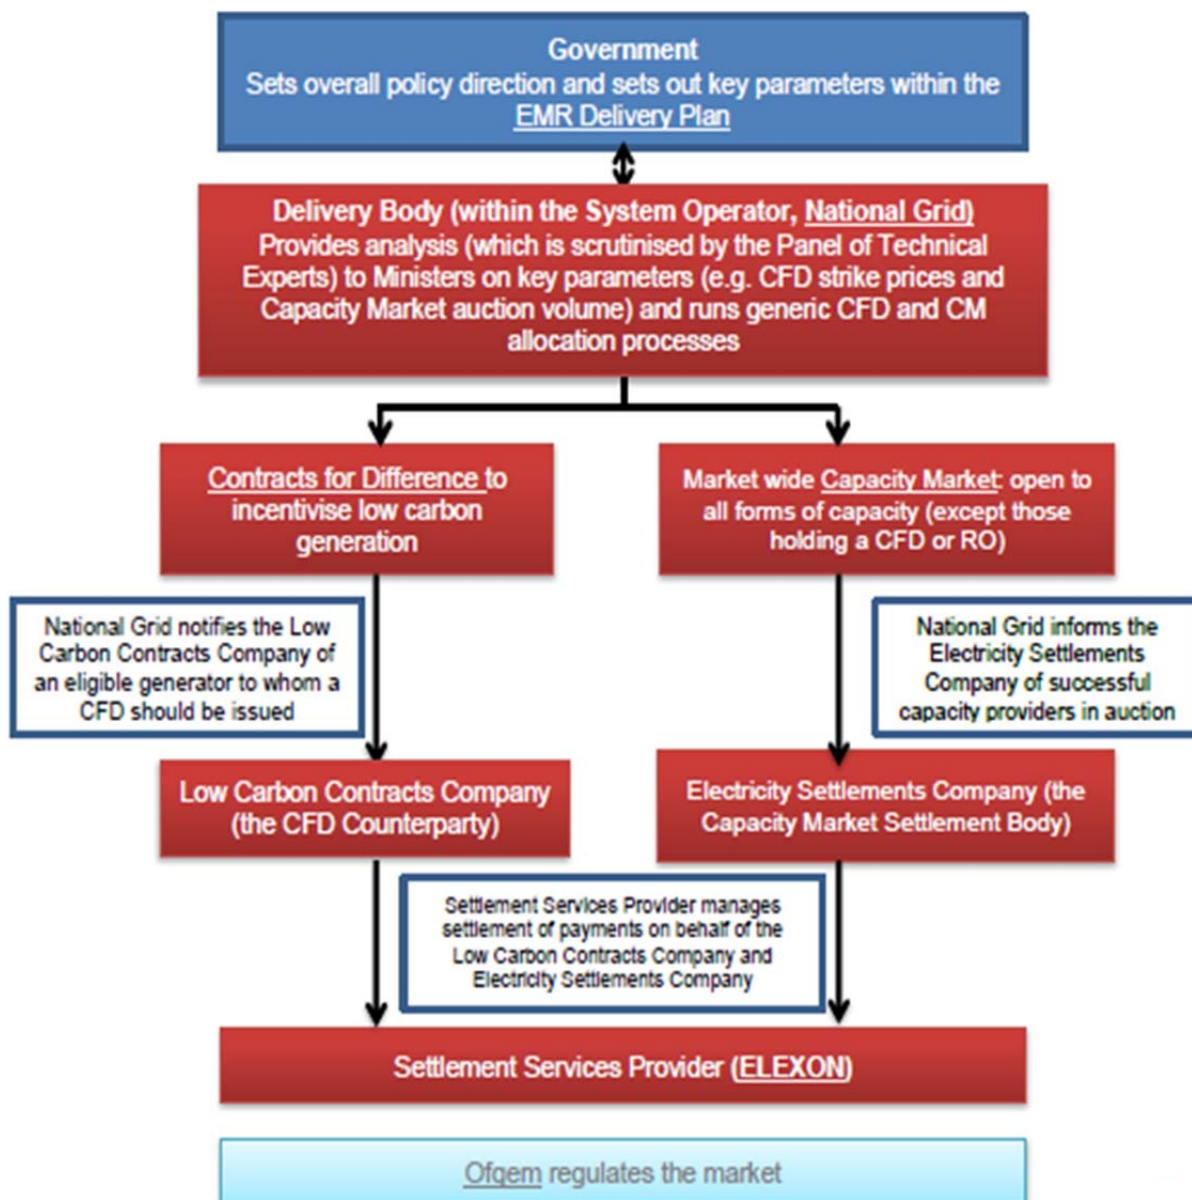 Government
Sets overall policy direction and sets out key parameters within the
EMR Delivery Plan
Delivery Body (within the System Operator, National Grid)
Provides analysis (which is scrutinised by the Panel of Technical
Experts) to Ministers on key parameters (e.g. CFD strike prices and
Capacity Market auction volume) and runs generic CFD and CM
allocation processes
Contracts for Difference to
incentivise low carbon
generation
Market wide Capacity Market: open to
all forms of capacity (except those
holding a CFD or RO)
National Grid notifies the Low
Carbon Contracts Company of
an eligible generator to whom a
CFD should be issued
National Grid informs the
Electricity Settlements
Company of successful
capacity providers in auction
Low Carbon Contracts Company
(the CFD Counterparty)
Electricity Settlements Company (the
Capacity Market Settlement Body)
Settlement Services Provider manages
settlement of payments on behalf of the
Low Carbon Contracts Company and
Electricity Settlements Company
Settlement Services Provider (ELEXON)
Ofgem regulates the market